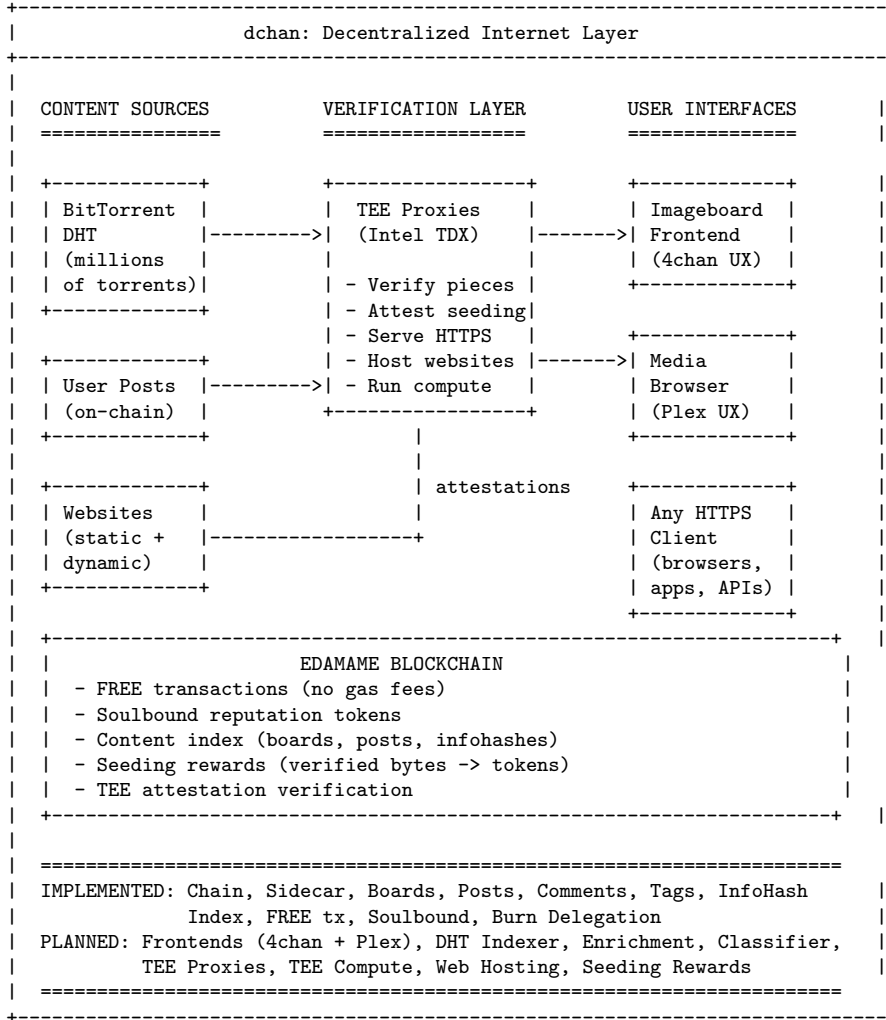 dchan: Decentralized Internet Layer
CONTENT SOURCES VERIFICATION LAYER USER INTERFACES
BitTorrent TEE Proxies Imageboard
DHT (Intel TDX) Frontend
(millions (4chan UX)
of torrents) - Verify pieces
- Attest seeding
- Serve HTTPS
- Host websites Media
User Posts - Run compute Browser
(on-chain) (Plex UX)
attestations
Websites Any HTTPS
(static + Client
dynamic) (browsers,
apps, APIs)
EDAMAME BLOCKCHAIN
- FREE transactions (no gas fees)
- Soulbound reputation tokens
- Content index (boards, posts, infohashes)
- Seeding rewards (verified bytes -> tokens)
- TEE attestation verification
IMPLEMENTED: Chain, Sidecar, Boards, Posts, Comments, Tags, InfoHash
Index, FREE tx, Soulbound, Burn Delegation
PLANNED: Frontends (4chan + Plex), DHT Indexer, Enrichment, Classifier,
TEE Proxies, TEE Compute, Web Hosting, Seeding Rewards